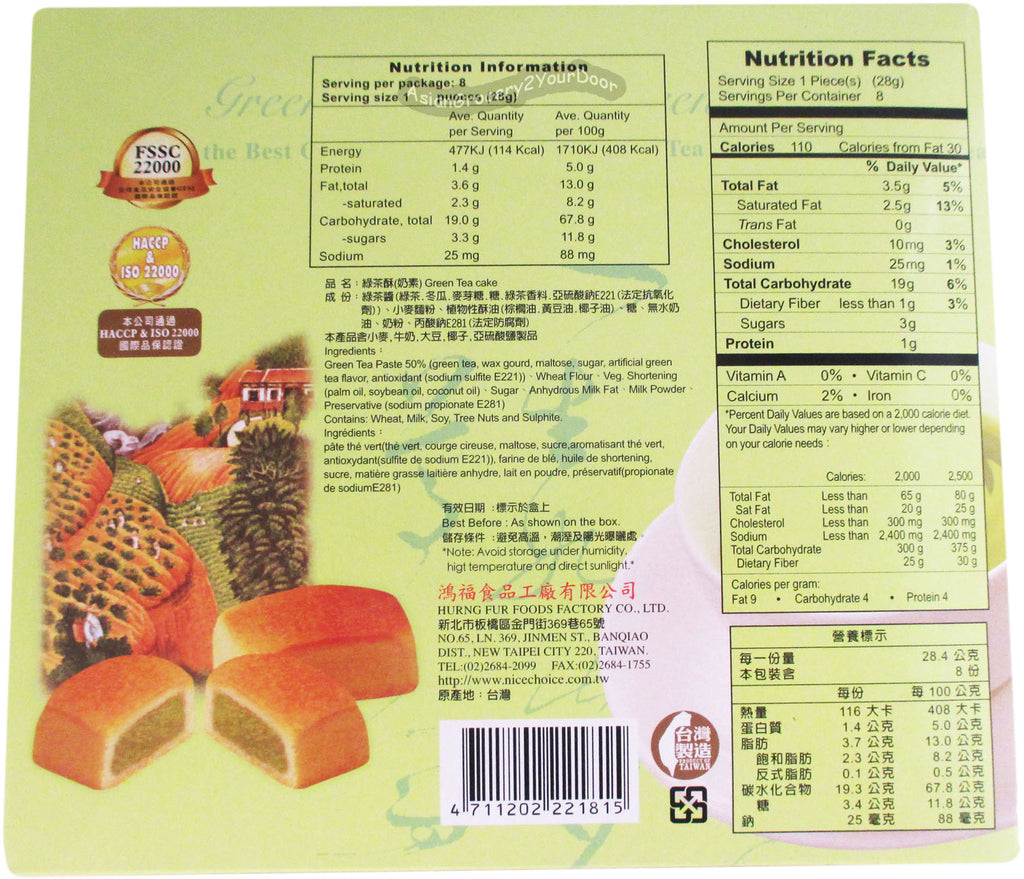 FSSC
22000
本公司通過
國際品保認證
HACCP
&
ISO 22000
本公司通過
HACCP & ISO 22000
國際品保認證
Green
the Best
Tea
AsianGrocery2YourDoor
Nutrition Information
Serving per package: 8
Serving size 1 (28g)
Ave. Quantity Ave. Quantity
per Serving per 100g
Energy 477KJ (114 Kcal) 1710KJ (408 Kcal)
Protein 1.4 g 5.0 g
Fat,total 3.6 g 13.0 g
-saturated 2.3 g 8.2 g
Carbohydrate, total 19.0 g 67.8 g
-sugars 3.3 g 11.8 g
Sodium 25 mg 88 mg
品 名：綠茶酥(奶素) Green Tea cake
成 份：綠茶醬(綠茶、冬瓜、麥芽糖、糖、綠茶香料、亞硫酸鈉E221(法定抗氧化
劑))、小麥麵粉、植物性酥油(棕櫚油、黃豆油、椰子油)、糖、無水奶
油、奶粉、丙酸鈉E281(法定防腐劑)
本產品含小麥,牛奶,大豆,椰子,亞硫酸鹽製品
Ingredients：
Green Tea Paste 50% (green tea, wax gourd, maltose, sugar, artificial green
tea flavor, antioxidant (sodium sulfite E221))、Wheat Flour、Veg. Shortening
(palm oil, soybean oil, coconut oil)、Sugar、Anhydrous Milk Fat、Milk Powder、
Preservative (sodium propionate E281)
Contains: Wheat, Milk, Soy, Tree Nuts and Sulphite.
Ingrédients：
pâte thé vert(thé vert, courge cireuse, maltose, sucre,aromatisant thé vert,
antioxydant(sulfite de sodium E221)), farine de blé, huile de shortening,
sucre, matière grasse laitière anhydre, lait en poudre, préservatif(propionate
de sodiumE281)
有效日期：標示於盒上
Best Before : As shown on the box.
儲存條件：避免高溫，潮溼及陽光曝曬處。
*Note: Avoid storage under humidity,
higt temperature and direct sunlight.*
鴻福食品工廠有限公司
HURNG FUR FOODS FACTORY CO., LTD.
新北市板橋區金門街369巷65號
NO.65, LN. 369, JINMEN ST., BANQIAO
DIST., NEW TAIPEI CITY 220, TAIWAN.
TEL:(02)2684-2099 FAX:(02)2684-1755
http://www.nicechoice.com.tw
原產地：台灣
4 711202 221815
台灣
製造
PRODUCT OF
TAIWAN
Nutrition Facts
Serving Size 1 Piece(s) (28g)
Servings Per Container 8
Amount Per Serving
Calories 110 Calories from Fat 30
% Daily Value*
Total Fat 3.5g 5%
Saturated Fat 2.5g 13%
Trans Fat 0g
Cholesterol 10mg 3%
Sodium 25mg 1%
Total Carbohydrate 19g 6%
Dietary Fiber less than 1g 3%
Sugars 3g
Protein 1g
Vitamin A 0% • Vitamin C 0%
Calcium 2% • Iron 0%
*Percent Daily Values are based on a 2,000 calorie diet.
Your Daily Values may vary higher or lower depending
on your calorie needs :
Calories: 2,000 2,500
Total Fat Less than 65 g 80 g
Sat Fat Less than 20 g 25 g
Cholesterol Less than 300 mg 300 mg
Sodium Less than 2,400 mg 2,400 mg
Total Carbohydrate 300 g 375 g
Dietary Fiber 25 g 30 g
Calories per gram:
Fat 9 • Carbohydrate 4 • Protein 4
營養標示
每一份量 28.4 公克
本包裝含 8 份
每份 每 100 公克
熱量 116 大卡 408 大卡
蛋白質 1.4 公克 5.0 公克
脂肪 3.7 公克 13.0 公克
飽和脂肪 2.3 公克 8.2 公克
反式脂肪 0.1 公克 0.5 公克
碳水化合物 19.3 公克 67.8 公克
糖 3.4 公克 11.8 公克
鈉 25 毫克 88 毫克